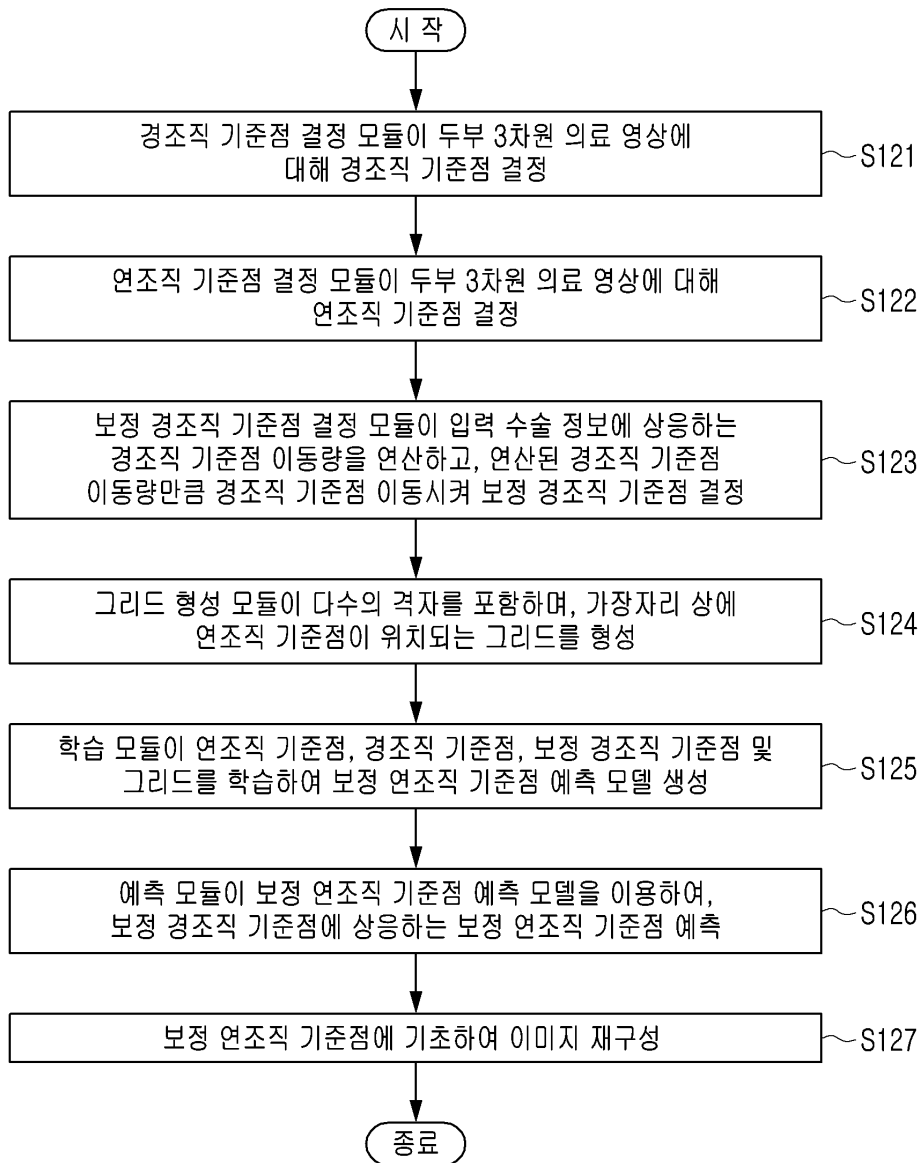 시 작
경조직 기준점 결정 모듈이 두부 3차원 의료 영상에
대해 경조직 기준점 결정
S121
연조직 기준점 결정 모듈이 두부 3차원 의료 영상에 대해
연조직 기준점 결정
S122
보정 경조직 기준점 결정 모듈이 입력 수술 정보에 상응하는
경조직 기준점 이동량을 연산하고, 연산된 경조직 기준점
이동량만큼 경조직 기준점 이동시켜 보정 경조직 기준점 결정
S123
그리드 형성 모듈이 다수의 격자를 포함하며, 가장자리 상에
연조직 기준점이 위치되는 그리드를 형성
S124
학습 모듈이 연조직 기준점, 경조직 기준점, 보정 경조직 기준점 및
그리드를 학습하여 보정 연조직 기준점 예측 모델 생성
S125
예측 모듈이 보정 연조직 기준점 예측 모델을 이용하여,
보정 경조직 기준점에 상응하는 보정 연조직 기준점 예측
S126
보정 연조직 기준점에 기초하여 이미지 재구성
S127
종료